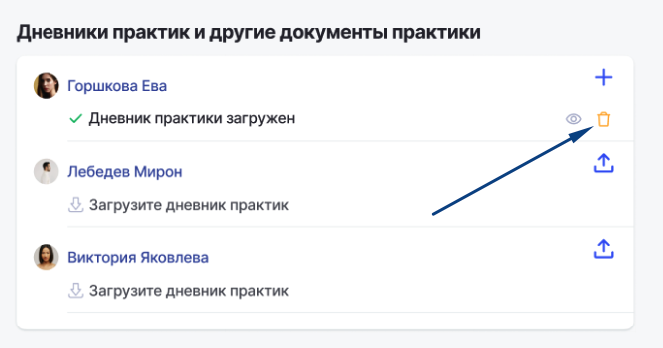 Дневники практик и другие документы практики
Горшкова Ева
Дневник практики загружен
Лебедев Мирон
Загрузите дневник практик
Виктория Яковлева
Загрузите дневник практик